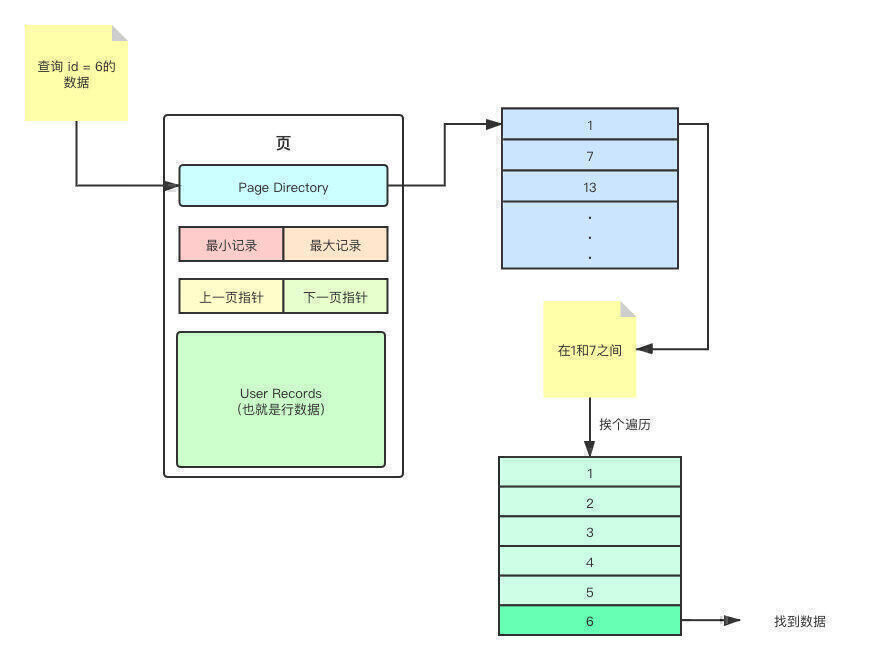 查询 id = 6的
数据
页
Page Directory
最小记录
最大记录
上一页指针
下一页指针
User Records
(也就是行数据)
1
7
13
.
.
.
在1和7之间
挨个遍历
1
2
3
4
5
6
找到数据